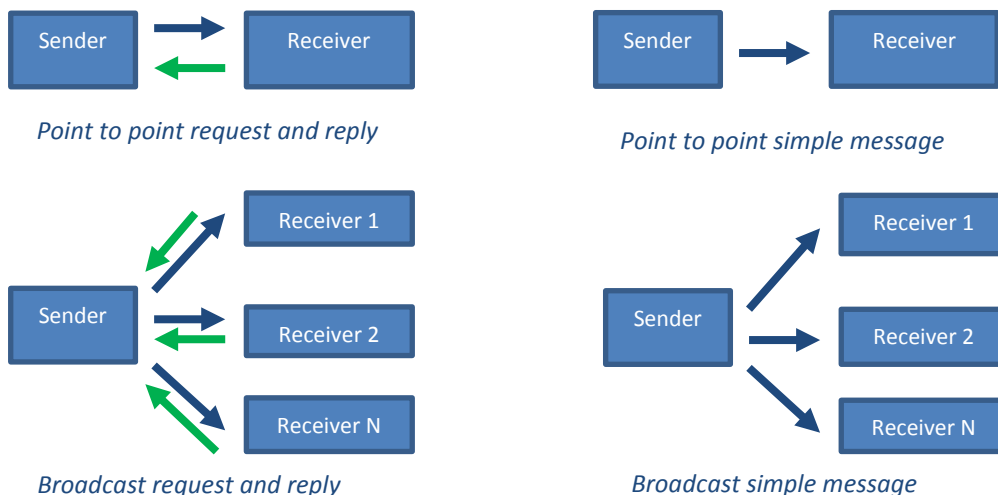 Sender
Receiver
Point to point request and reply
Sender
Receiver
Point to point simple message
Receiver 1
Sender
Receiver 2
Receiver N
Broadcast request and reply
Receiver 1
Sender
Receiver 2
Receiver N
Broadcast simple message